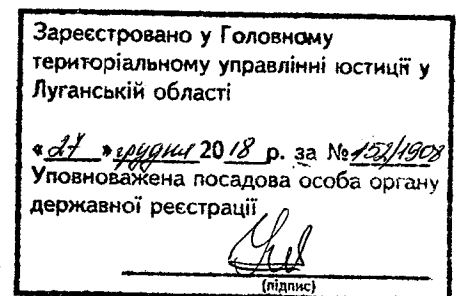 Зареєстровано у Головному
територіальному управлінні юстиції у
Луганській області
«27» грудня 2018 р. за №152/1908
Уповноважена посадова особа органу
державної реєстрації
(підпис)